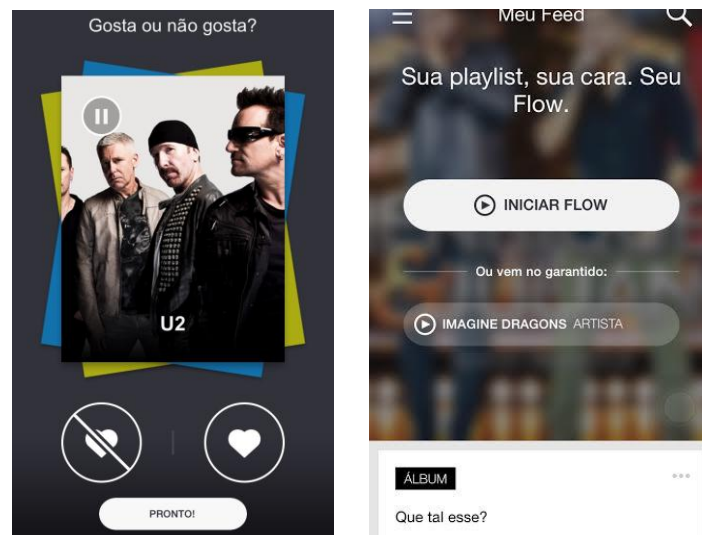 Gosta ou não gosta?
U2
PRONTO!
Meu Feed
Sua playlist, sua cara. Seu
Flow.
INICIAR FLOW
Ou vem no garantido:
IMAGINE DRAGONS ARTISTA
ÁLBUM
Que tal esse?